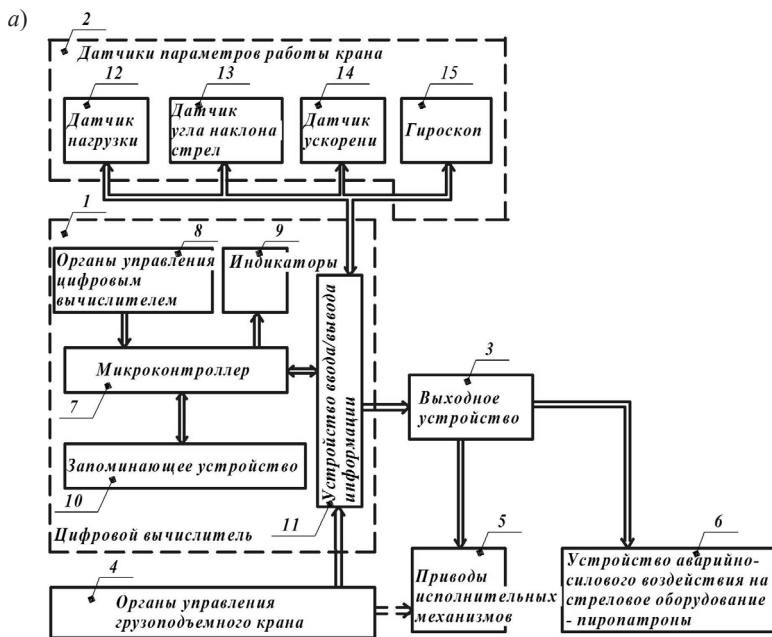 а)
2
Датчики параметров работы крана
12
13
14
15
Датчик
нагрузки
Датчик
угла наклона
стрел
Датчик
ускорени
Гироскоп
1
8
9
Органы управления
цифровым
вычислителем
Индикаторы
Микроконтроллер
7
Устройство ввода/вывода
информации
3
Выходное
устройство
Запоминающее устройство
10
11
Цифровой вычислитель
4
5
6
Органы управления
грузоподъемного крана
Приводы
исполнительных
механизмов
Устройство аварийно-
силового воздействия на
стреловое оборудование
- пиропатроны